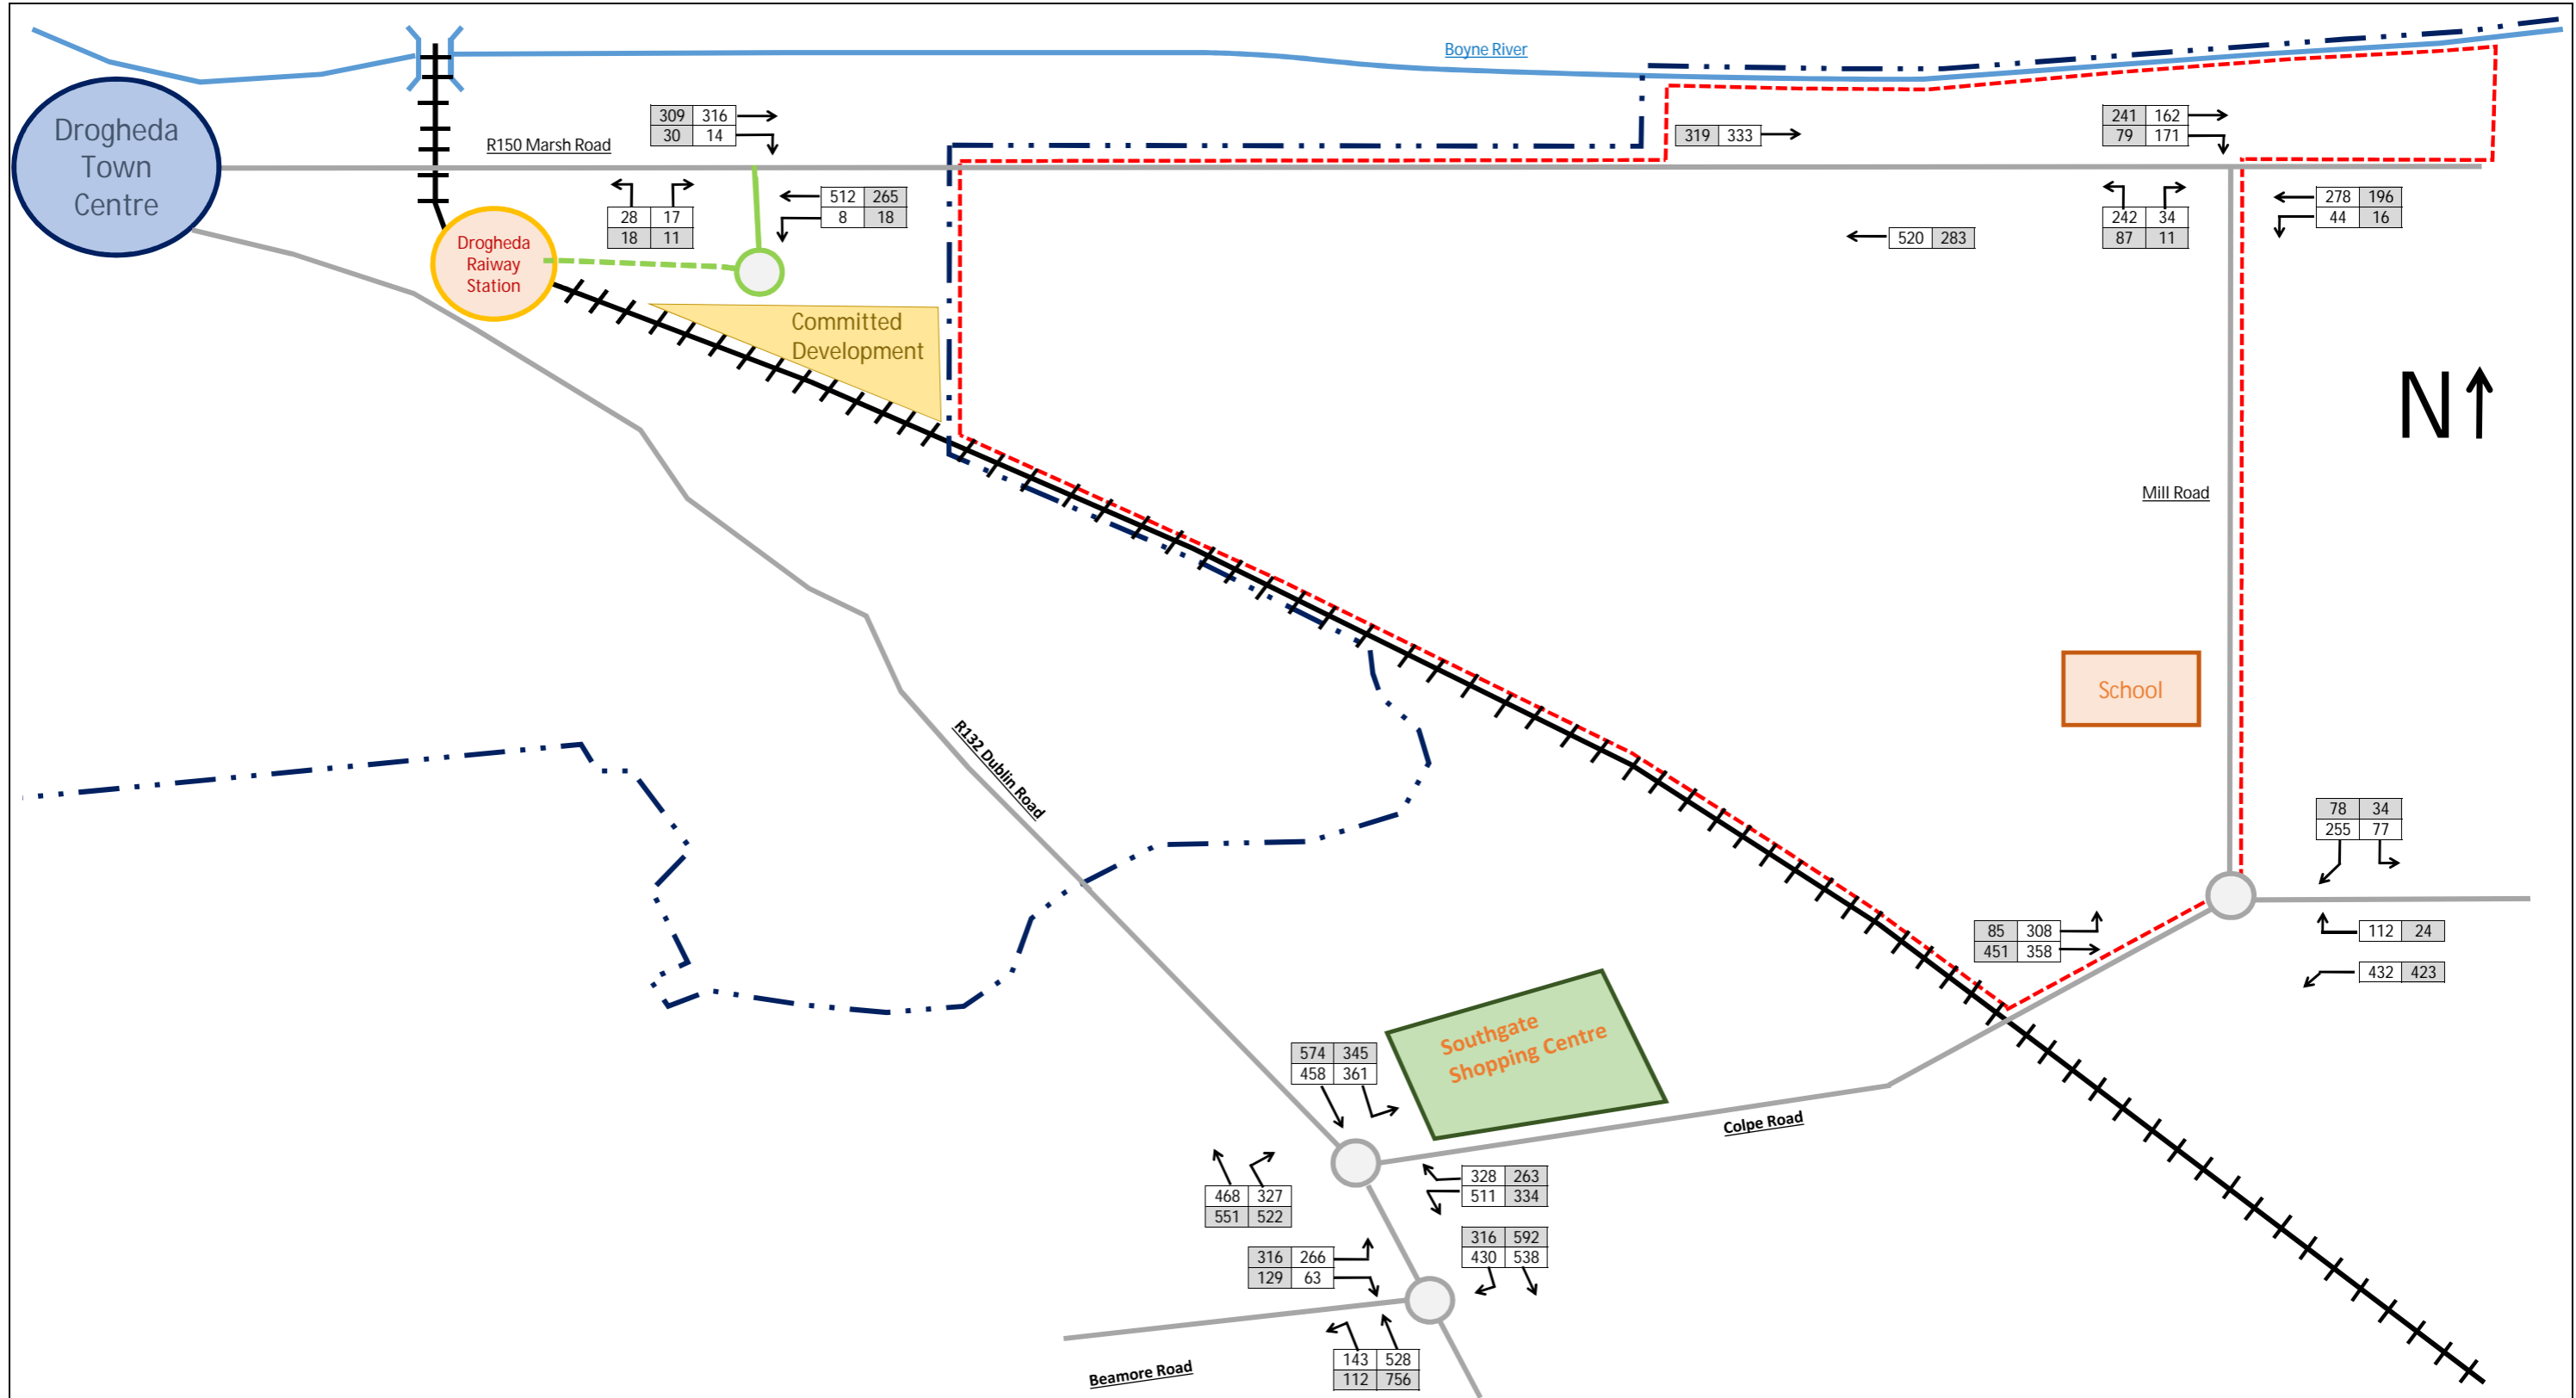 Boyne River
Drogheda
Town
Centre
R150 Marsh Road
309 316
30 14
319 333
241 162
79 171
28 17
18 11
512 265
8 18
520 283
242 34
87 11
278 196
44 16
Drogheda
Raiway
Station
Committed
Development
N
Mill Road
School
R132 Dublin Road
78 34
255 77
85 308
451 358
112 24
432 423
Southgate
Shopping Centre
574 345
458 361
Colpe Road
468 327
551 522
328 263
511 334
316 266
129 63
316 592
430 538
143 528
112 756
Beamore Road